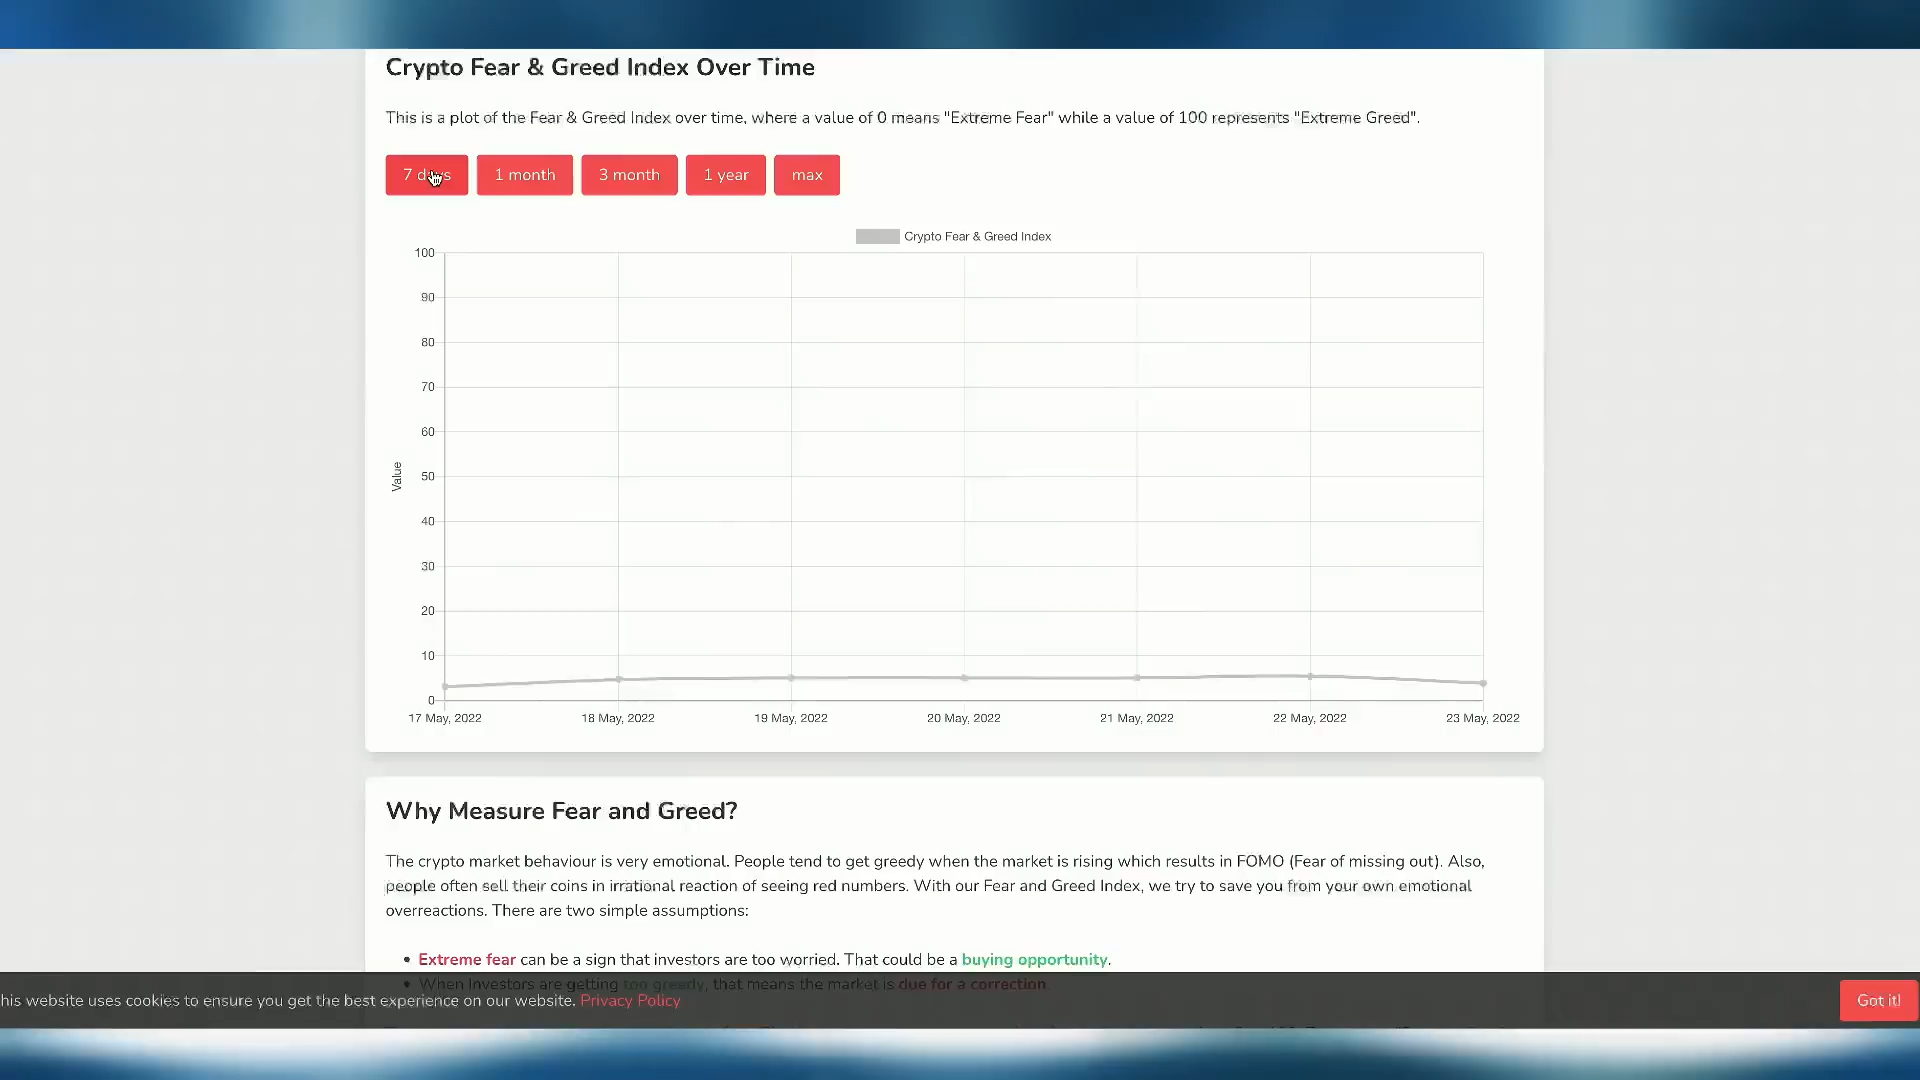 Crypto Fear & Greed Index Over Time
This is a plot of the Fear & Greed Index over time, where a value of 0 means "Extreme Fear" while a value of 100 represents "Extreme Greed".
7 days 1 month 3 month 1 year max
Crypto Fear & Greed Index
100
90
80
70
60
50
40
30
20
10
0
Value
17 May, 2022 18 May, 2022 19 May, 2022 20 May, 2022 21 May, 2022 22 May, 2022 23 May, 2022
Why Measure Fear and Greed?
The crypto market behaviour is very emotional. People tend to get greedy when the market is rising which results in FOMO (Fear of missing out). Also,
people often sell their coins in irrational reaction of seeing red numbers. With our Fear and Greed Index, we try to save you from your own emotional
overreactions. There are two simple assumptions:
• Extreme fear can be a sign that investors are too worried. That could be a buying opportunity.
• When Investors are getting too greedy, that means the market is due for a correction.
his website uses cookies to ensure you get the best experience on our website. Privacy Policy
Got it!